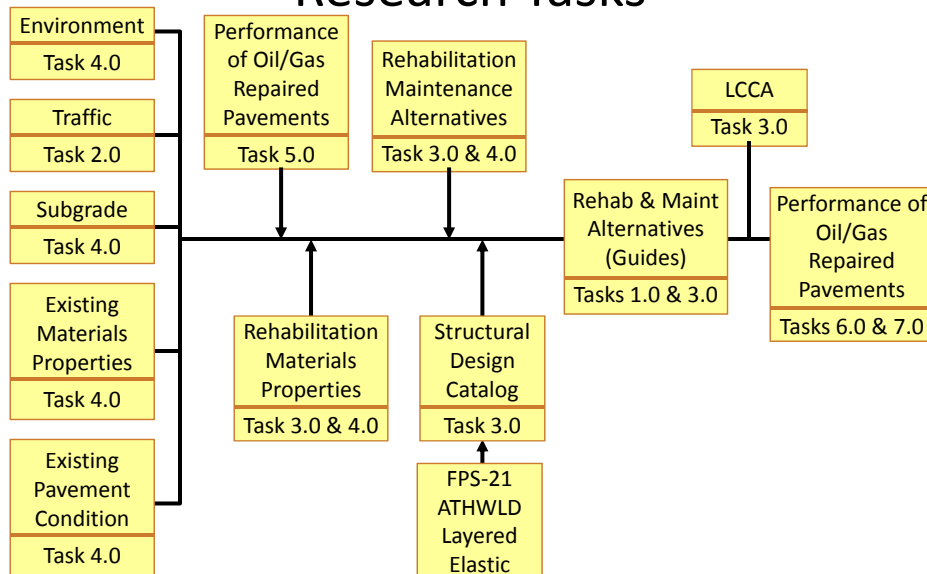 Research Tasks
Environment
Task 4.0
Traffic
Task 2.0
Subgrade
Task 4.0
Existing
Materials
Properties
Task 4.0
Existing
Pavement
Condition
Task 4.0
Performance
of Oil/Gas
Repaired
Pavements
Task 5.0
Rehabilitation
Maintenance
Alternatives
Task 3.0 & 4.0
Rehabilitation
Materials
Properties
Task 3.0 & 4.0
Structural
Design
Catalog
Task 3.0
FPS-21
ATHWLD
Layered
Elastic
Rehab & Maint
Alternatives
(Guides)
Tasks 1.0 & 3.0
LCCA
Task 3.0
Performance of
Oil/Gas
Repaired
Pavements
Tasks 6.0 & 7.0